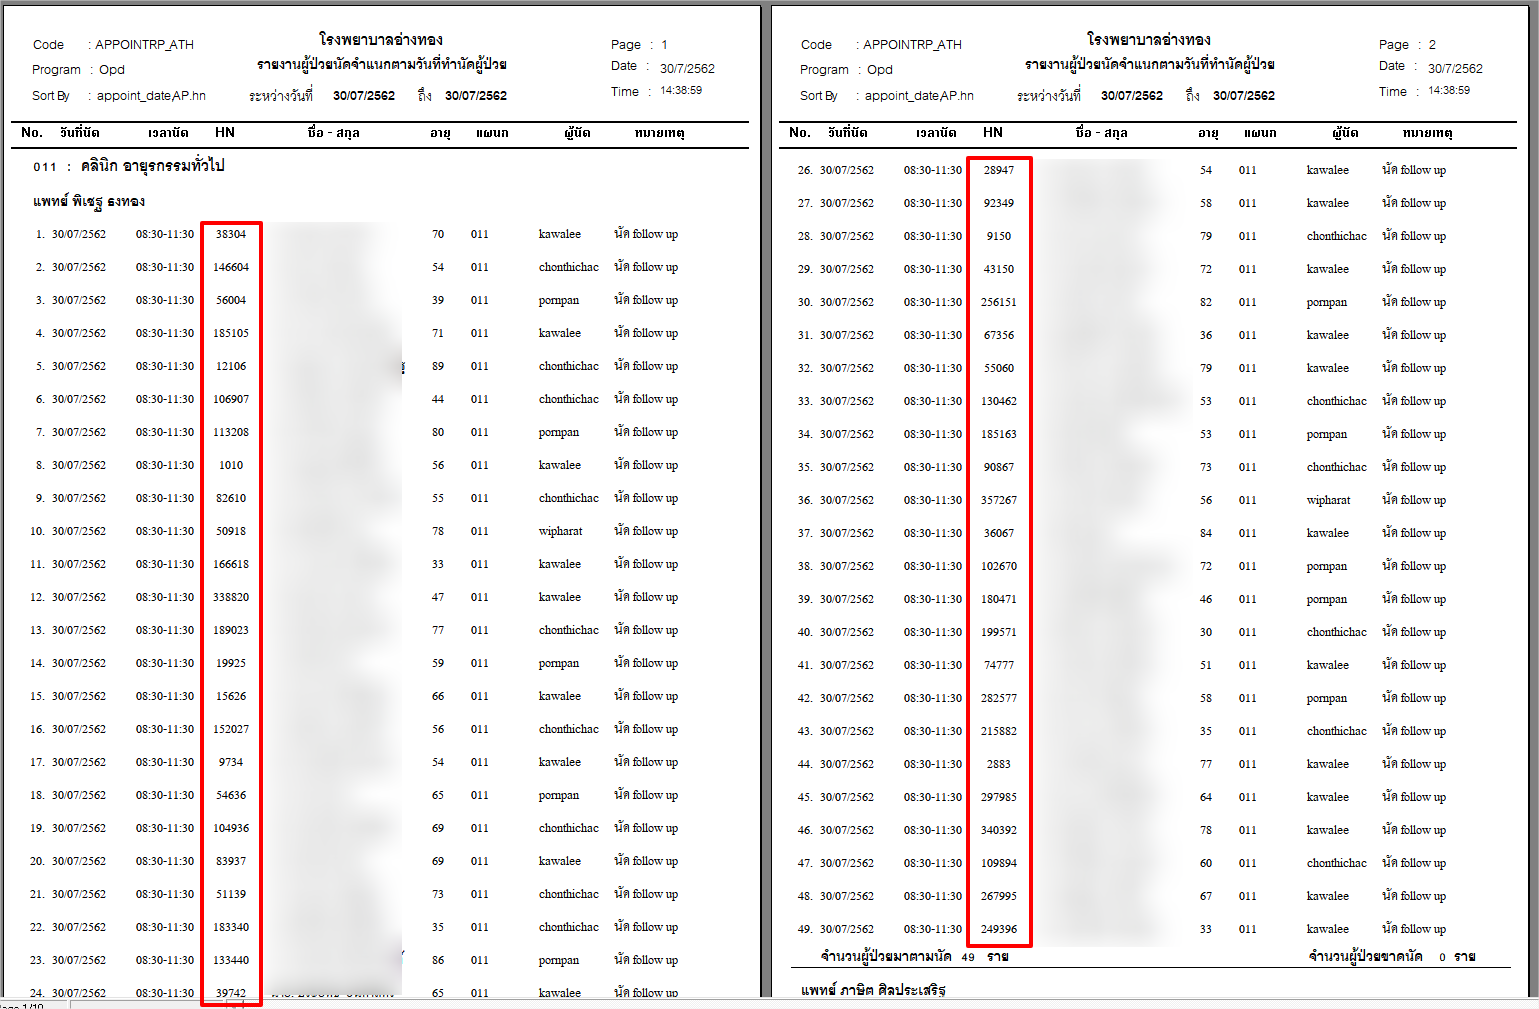 Code : APPOINTRP_ATH โรงพยาบาลอ่างทอง Page : 1
Program : Opd รายงานผู้ป่วยนัดจำแนกตามวันที่ทำนัดผู้ป่วย Date : 30/7/2562
Sort By : appoint_dateAP.hn ระหว่างวันที่ 30/07/2562 ถึง 30/07/2562 Time : 14:38:59
No. วันที่นัด เวลานัด HN ชื่อ - สกุล อายุ แผนก ผู้นัด หมายเหตุ
011 : คลินิก อายุรกรรมทั่วไป
แพทย์ พิเชฐ ธงทอง
1. 30/07/2562 08:30-11:30 38304 70 011 kawalee นัด follow up
2. 30/07/2562 08:30-11:30 146604 54 011 chonthichac นัด follow up
3. 30/07/2562 08:30-11:30 56004 39 011 pornpan นัด follow up
4. 30/07/2562 08:30-11:30 185105 71 011 kawalee นัด follow up
5. 30/07/2562 08:30-11:30 12106 89 011 chonthichac นัด follow up
6. 30/07/2562 08:30-11:30 106907 44 011 chonthichac นัด follow up
7. 30/07/2562 08:30-11:30 113208 80 011 pornpan นัด follow up
8. 30/07/2562 08:30-11:30 1010 56 011 kawalee นัด follow up
9. 30/07/2562 08:30-11:30 82610 55 011 chonthichac นัด follow up
10. 30/07/2562 08:30-11:30 50918 78 011 wipharat นัด follow up
11. 30/07/2562 08:30-11:30 166618 33 011 kawalee นัด follow up
12. 30/07/2562 08:30-11:30 338820 47 011 kawalee นัด follow up
13. 30/07/2562 08:30-11:30 189023 77 011 chonthichac นัด follow up
14. 30/07/2562 08:30-11:30 19925 59 011 pornpan นัด follow up
15. 30/07/2562 08:30-11:30 15626 66 011 kawalee นัด follow up
16. 30/07/2562 08:30-11:30 152027 56 011 chonthichac นัด follow up
17. 30/07/2562 08:30-11:30 9734 54 011 kawalee นัด follow up
18. 30/07/2562 08:30-11:30 54636 65 011 pornpan นัด follow up
19. 30/07/2562 08:30-11:30 104936 69 011 chonthichac นัด follow up
20. 30/07/2562 08:30-11:30 83937 69 011 kawalee นัด follow up
21. 30/07/2562 08:30-11:30 51139 73 011 chonthichac นัด follow up
22. 30/07/2562 08:30-11:30 183340 35 011 chonthichac นัด follow up
23. 30/07/2562 08:30-11:30 133440 86 011 pornpan นัด follow up
24. 30/07/2562 08:30-11:30 39742 65 011 kawalee นัด follow up
Code : APPOINTRP_ATH โรงพยาบาลอ่างทอง Page : 2
Program : Opd รายงานผู้ป่วยนัดจำแนกตามวันที่ทำนัดผู้ป่วย Date : 30/7/2562
Sort By : appoint_dateAP.hn ระหว่างวันที่ 30/07/2562 ถึง 30/07/2562 Time : 14:38:59
No. วันที่นัด เวลานัด HN ชื่อ - สกุล อายุ แผนก ผู้นัด หมายเหตุ
26. 30/07/2562 08:30-11:30 28947 54 011 kawalee นัด follow up
27. 30/07/2562 08:30-11:30 92349 58 011 kawalee นัด follow up
28. 30/07/2562 08:30-11:30 9150 79 011 chonthichac นัด follow up
29. 30/07/2562 08:30-11:30 43150 72 011 kawalee นัด follow up
30. 30/07/2562 08:30-11:30 256151 82 011 pornpan นัด follow up
31. 30/07/2562 08:30-11:30 67356 36 011 kawalee นัด follow up
32. 30/07/2562 08:30-11:30 55060 79 011 kawalee นัด follow up
33. 30/07/2562 08:30-11:30 130462 53 011 chonthichac นัด follow up
34. 30/07/2562 08:30-11:30 185163 53 011 pornpan นัด follow up
35. 30/07/2562 08:30-11:30 90867 73 011 chonthichac นัด follow up
36. 30/07/2562 08:30-11:30 357267 56 011 wipharat นัด follow up
37. 30/07/2562 08:30-11:30 36067 84 011 kawalee นัด follow up
38. 30/07/2562 08:30-11:30 102670 72 011 pornpan นัด follow up
39. 30/07/2562 08:30-11:30 180471 46 011 pornpan นัด follow up
40. 30/07/2562 08:30-11:30 199571 30 011 chonthichac นัด follow up
41. 30/07/2562 08:30-11:30 74777 51 011 kawalee นัด follow up
42. 30/07/2562 08:30-11:30 282577 58 011 pornpan นัด follow up
43. 30/07/2562 08:30-11:30 215882 35 011 chonthichac นัด follow up
44. 30/07/2562 08:30-11:30 2883 77 011 kawalee นัด follow up
45. 30/07/2562 08:30-11:30 297985 64 011 kawalee นัด follow up
46. 30/07/2562 08:30-11:30 340392 78 011 kawalee นัด follow up
47. 30/07/2562 08:30-11:30 109894 60 011 chonthichac นัด follow up
48. 30/07/2562 08:30-11:30 267995 67 011 kawalee นัด follow up
49. 30/07/2562 08:30-11:30 249396 33 011 kawalee นัด follow up
จำนวนผู้ป่วยมาตามนัด 49 ราย จำนวนผู้ป่วยขาดนัด 0 ราย
แพทย์ ภาษิต ศิลประเสริฐ